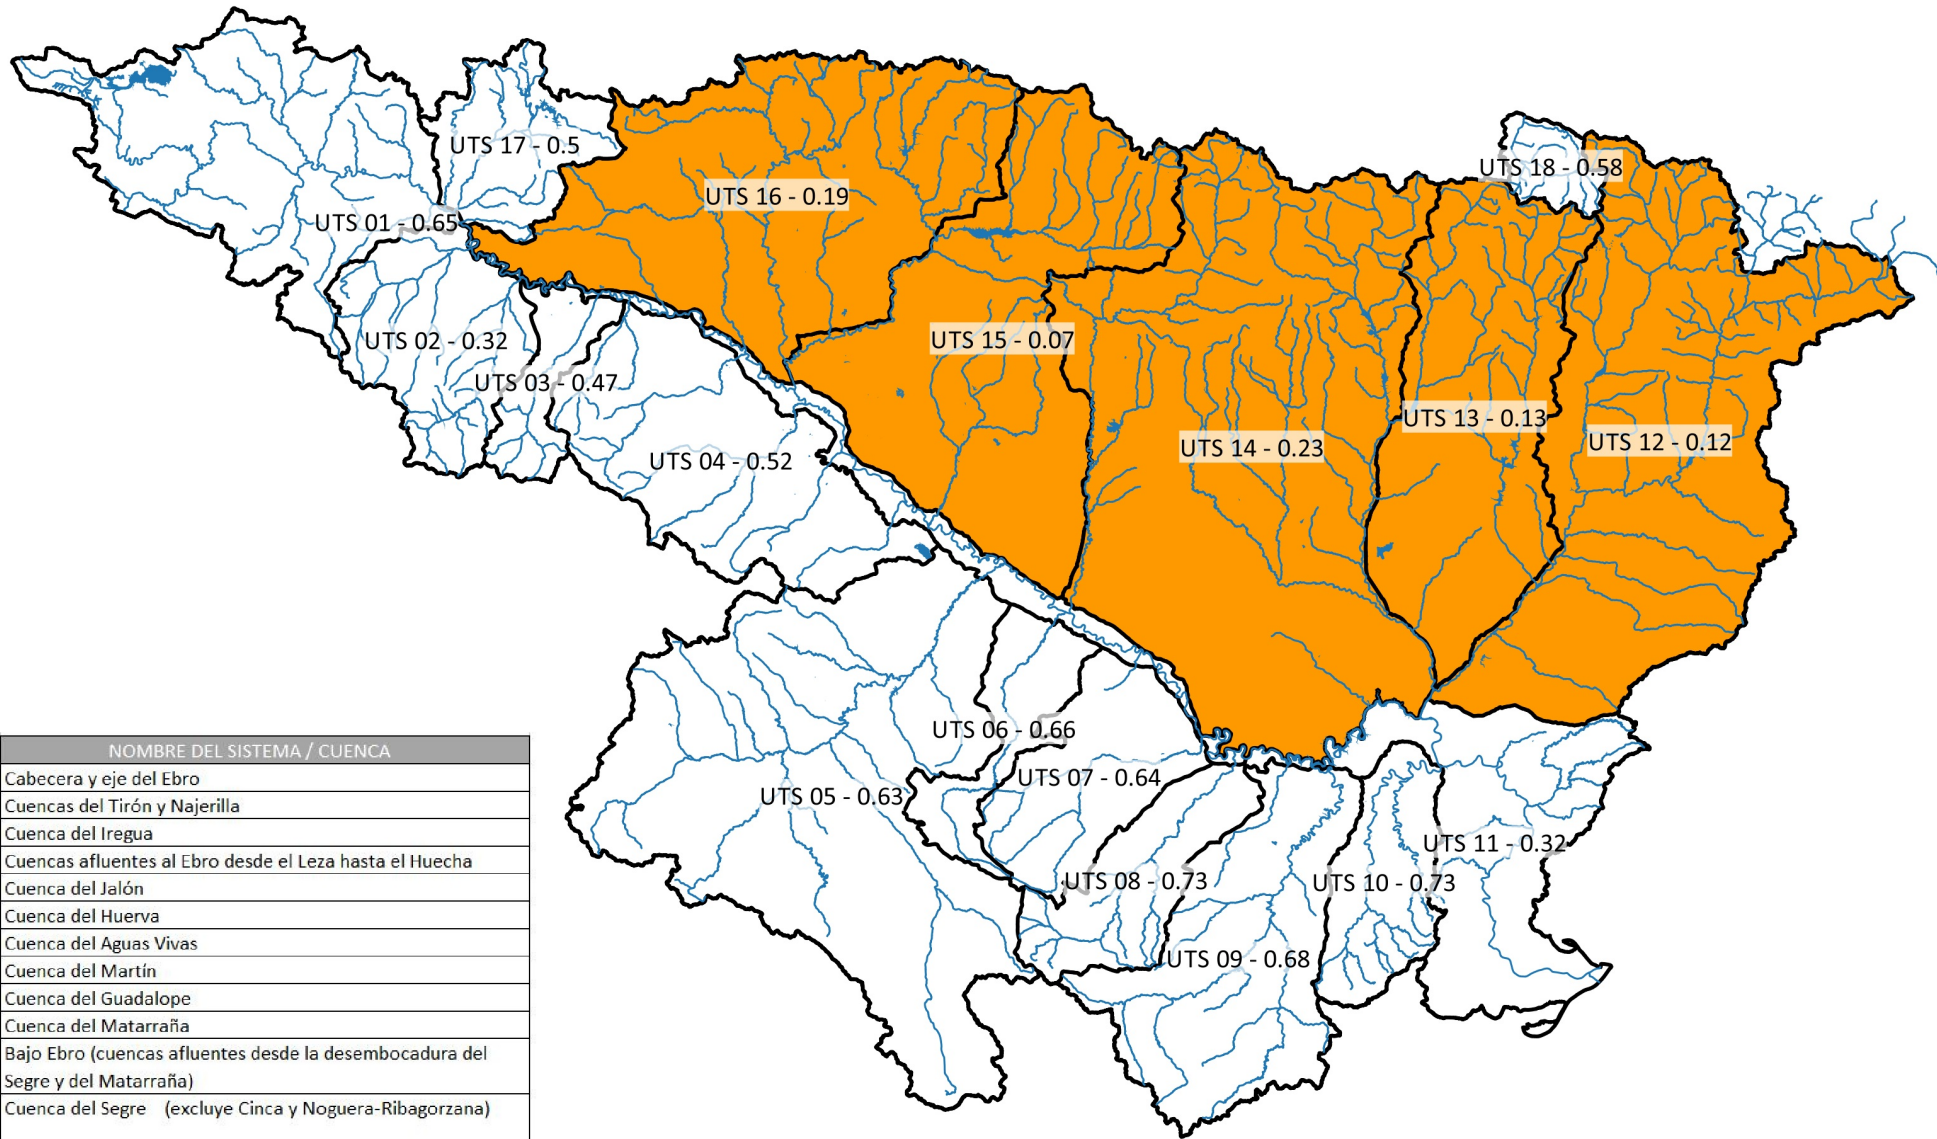 UTS 17 - 0.5
UTS 18 - 0.58
UTS 16 - 0.19
UTS 01 - 0.65
UTS 02 - 0.32
UTS 15 - 0.07
UTS 03 - 0.47
UTS 13 - 0.13
UTS 12 - 0.12
UTS 14 - 0.23
UTS 04 - 0.52
UTS 06 - 0.66
UTS 07 - 0.64
UTS 05 - 0.63
UTS 11 - 0.32
UTS 08 - 0.73
UTS 10 - 0.73
UTS 09 - 0.68
NOMBRE DEL SISTEMA / CUENCA
Cabecera y eje del Ebro
Cuencas del Tirón y Najerilla
Cuenca del Iregua
Cuencas afluentes al Ebro desde el Leza hasta el Huecha
Cuenca del Jalón
Cuenca del Huerva
Cuenca del Aguas Vivas
Cuenca del Martín
Cuenca del Guadalope
Cuenca del Matarraña
Bajo Ebro (cuencas afluentes desde la desembocadura del
Segre y del Matarraña)
Cuenca del Segre (excluye Cinca y Noguera-Ribagorzana)